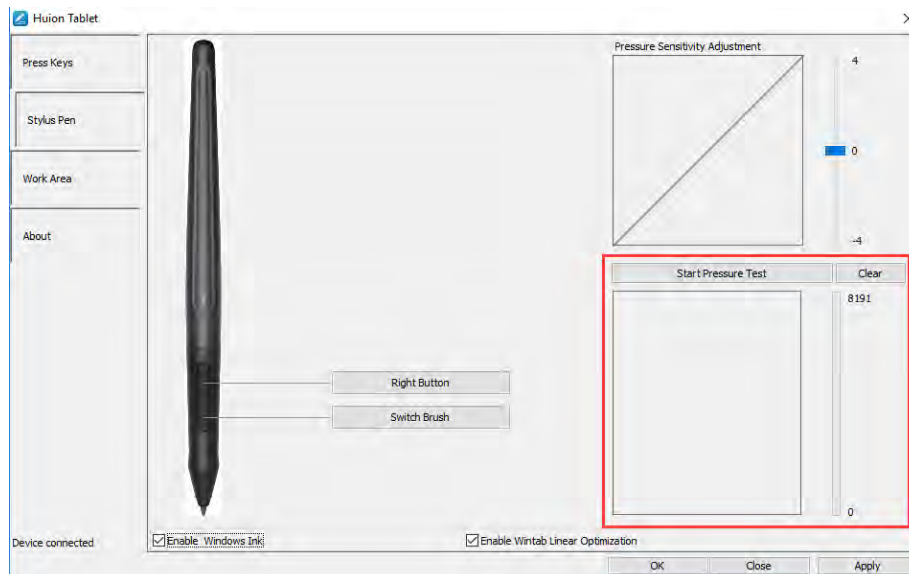 Huion Tablet
Press Keys
Stylus Pen
Work Area
About
Pressure Sensitivity Adjustment
4
0
-4
Start Pressure Test
Clear
8191
0
Right Button
Switch Brush
Device connected
Enable Windows Ink
Enable Wintab Linear Optimization
OK
Close
Apply